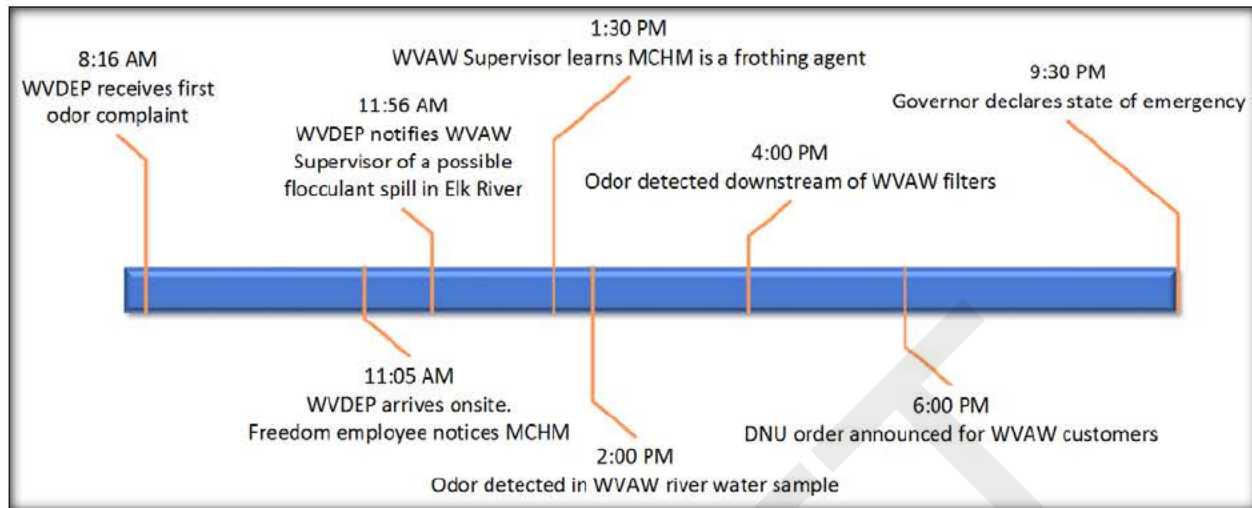 8:16 AM
WVDEP receives first
odor complaint
11:56 AM
WVDEP notifies WVAW
Supervisor of a possible
flocculant spill in Elk River
1:30 PM
WVAW Supervisor learns MCHM is a frothing agent
4:00 PM
Odor detected downstream of WVAW filters
9:30 PM
Governor declares state of emergency
11:05 AM
WVDEP arrives onsite.
Freedom employee notices MCHM
2:00 PM
Odor detected in WVAW river water sample
6:00 PM
DNU order announced for WVAW customers